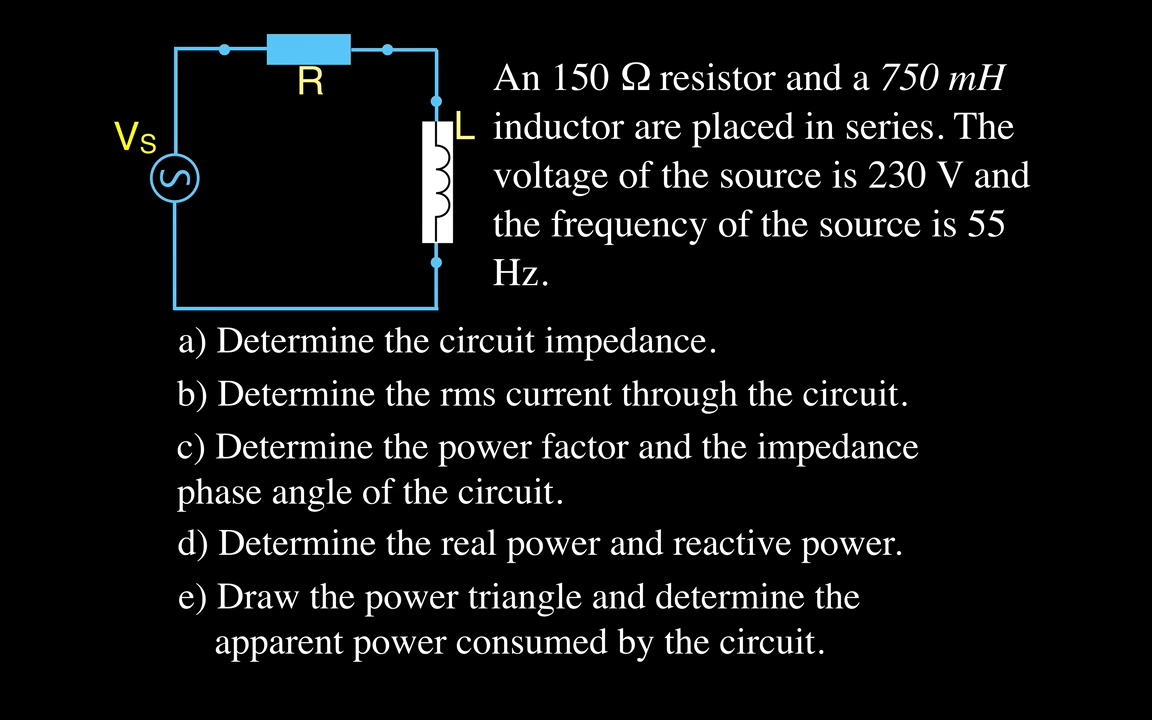 R
V_S
L
An 150 Ω resistor and a 750 mH
inductor are placed in series. The
voltage of the source is 230 V and
the frequency of the source is 55
Hz.
a) Determine the circuit impedance.
b) Determine the rms current through the circuit.
c) Determine the power factor and the impedance
phase angle of the circuit.
d) Determine the real power and reactive power.
e) Draw the power triangle and determine the
apparent power consumed by the circuit.